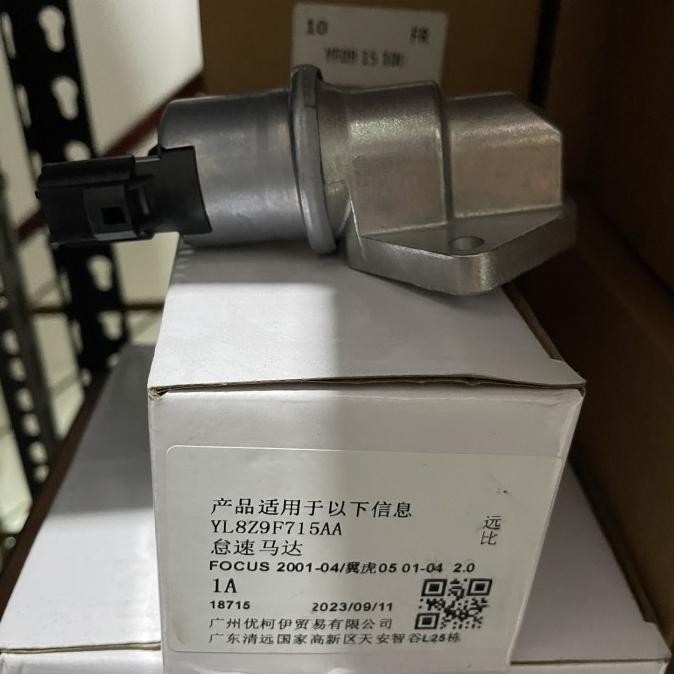 10
产品适用于以下信息
YL8Z9F715AA
怠速马达
远比
FOCUS 2001-04/翼虎05 01-04 2.0
1A
18715 2023/09/11
广州优柯伊贸易有限公司
广东清远国家高新区天安智谷L25栋